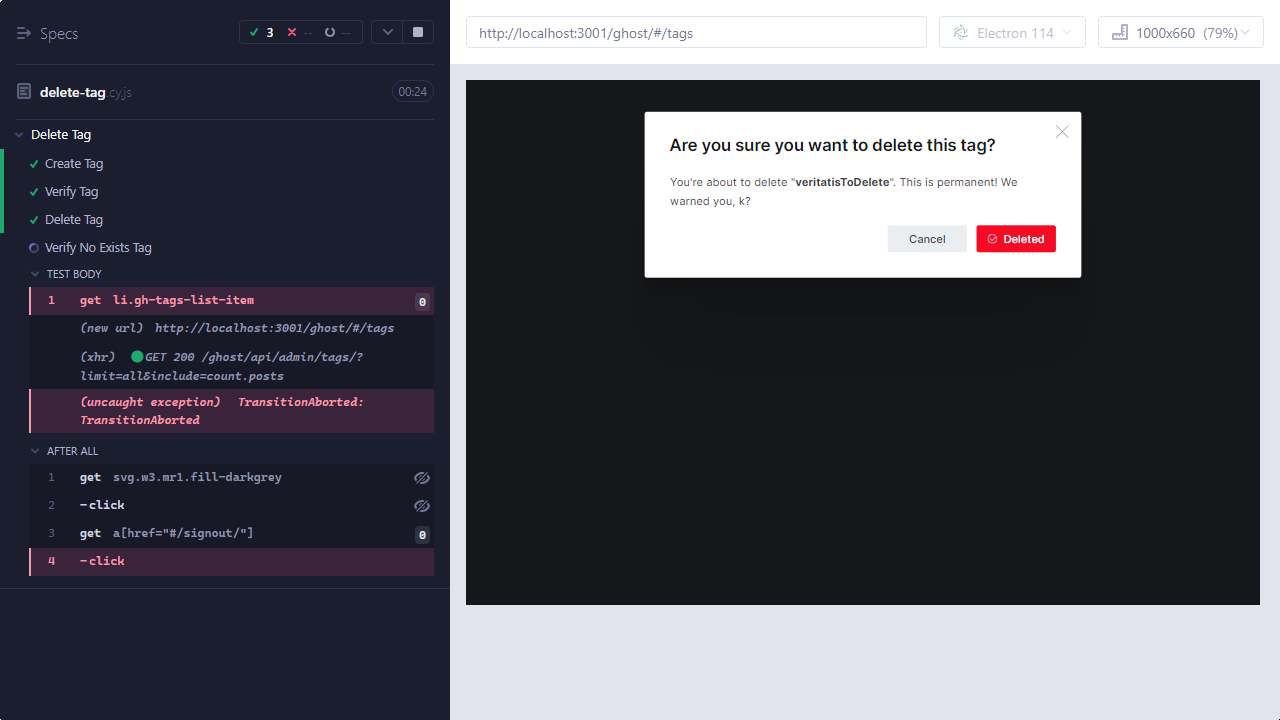 Specs
3 -- --
delete-tag.cy.js 00:24
Delete Tag
Create Tag
Verify Tag
Delete Tag
Verify No Exists Tag
TEST BODY
1 get li.gh-tags-list-item 0
(new url) http://localhost:3001/ghost/#/tags
(xhr) GET 200 /ghost/api/admin/tags/?
limit=all&include=count.posts
(uncaught exception) TransitionAborted:
TransitionAborted
AFTER ALL
1 get svg.w3.mr1.fill-darkgrey
2 -click
3 get a[href="#/signout/"] 0
4 -click
http://localhost:3001/ghost/#/tags
Electron 114
1000x660 (79%)
Are you sure you want to delete this tag?
You're about to delete "veritatisToDelete". This is permanent! We
warned you, k?
Cancel
Deleted